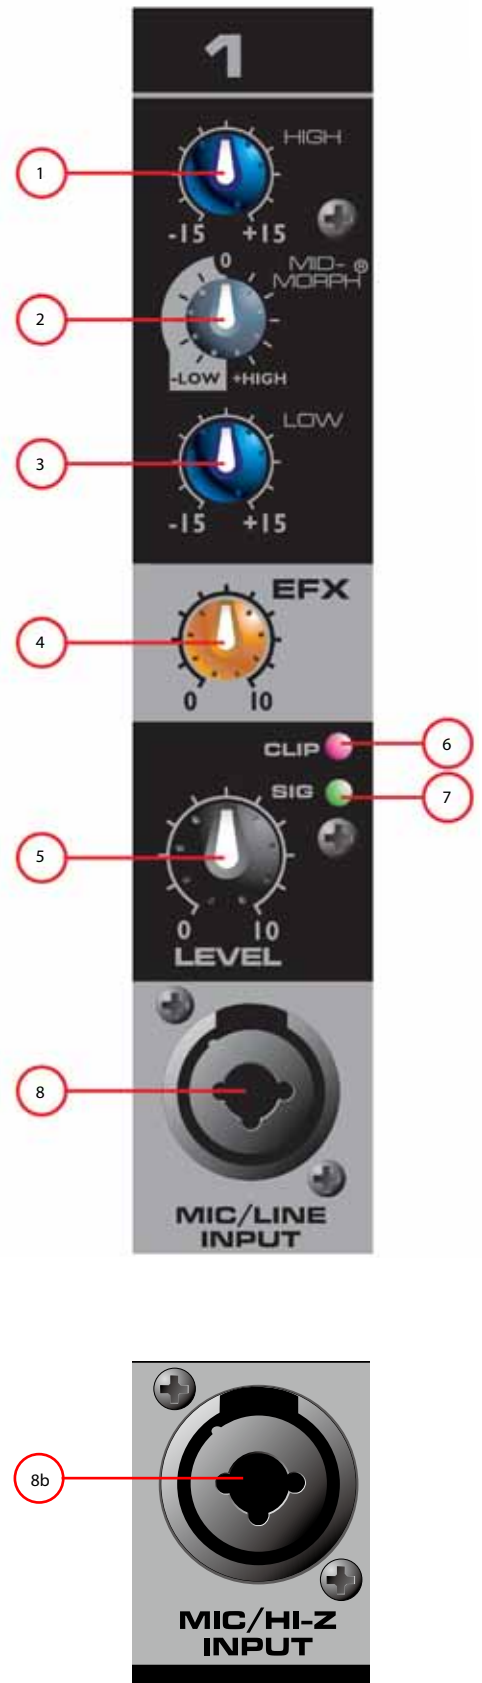 1
HIGH
1
-15 +15
0
MID-
MORPH®
2
-LOW +HIGH
LOW
3
-15 +15
EFX
4
0 10
CLIP
6
SIG
7
5
0 10
LEVEL
8
MIC/LINE
INPUT
8b
MIC/HI-Z
INPUT